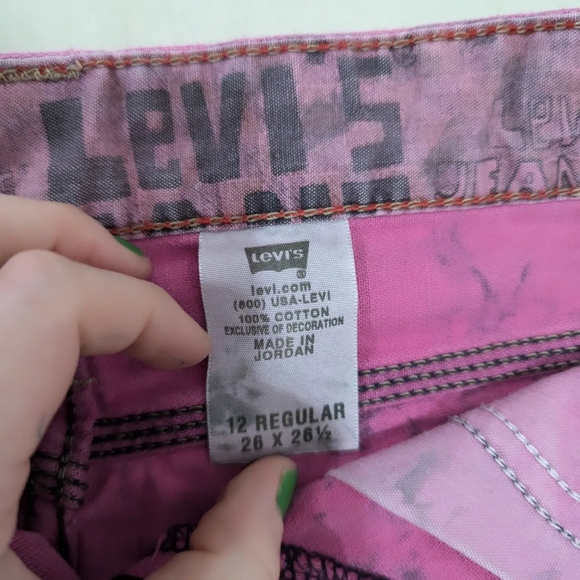 Levi's
Levi's
®
levi.com
(800) USA-LEVI
100% COTTON
EXCLUSIVE OF DECORATION
MADE IN
JORDAN
12 REGULAR
26 X 26½